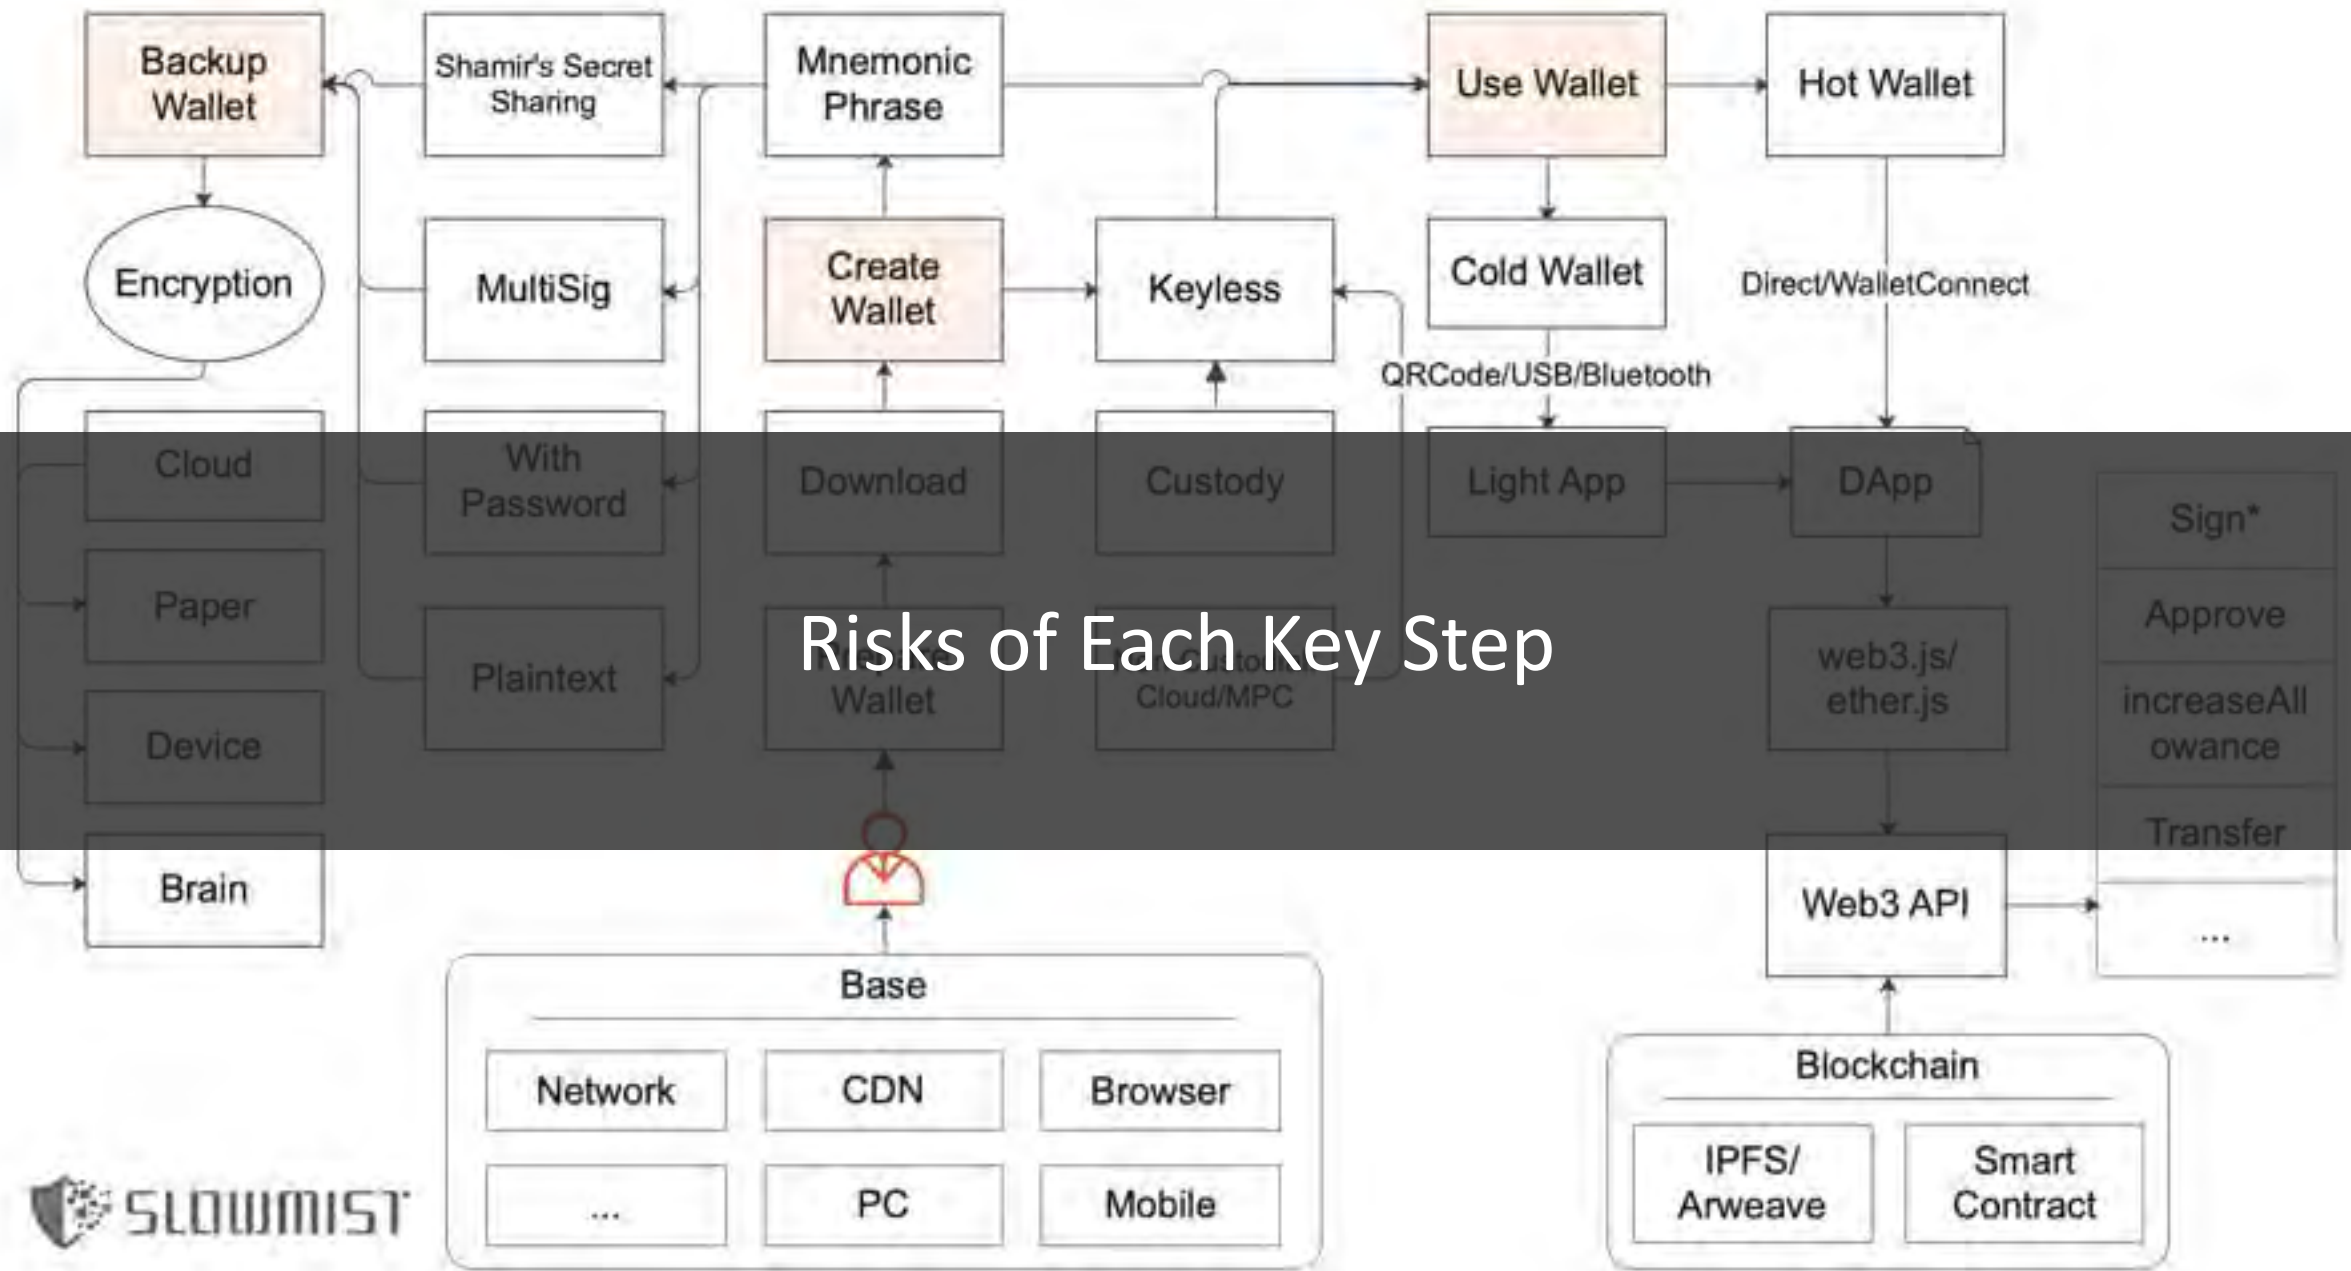 Backup
Wallet
Shamir's Secret
Sharing
Mnemonic
Phrase
Use Wallet
Hot Wallet
Encryption
MultiSig
Create
Wallet
Keyless
Cold Wallet
Direct/WalletConnect
QRCode/USB/Bluetooth
Cloud
With
Password
Download
Custody
Light App
DApp
Sign*
Paper
Plaintext
Risks of Each Key Step
Wallet
Cloud/MPC
web3.js/
ether.js
Approve
increaseAll
owance
Device
Transfer
Brain
Web3 API
...
Base
Network
CDN
Browser
...
PC
Mobile
Blockchain
IPFS/
Arweave
Smart
Contract
SLOWMIST